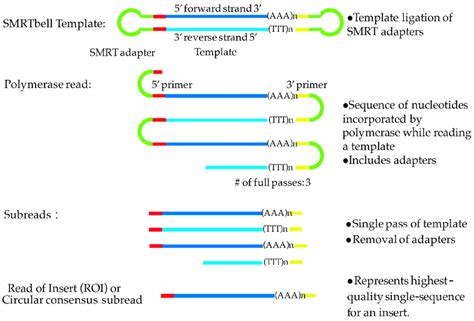 5′ forward strand 3′
SMRTbell Template:
(AAA)n
(TTT)n
3′ reverse strand 5′
SMRT adapter
Template
●Template ligation of
SMRT adapters
Polymerase read:
5′ primer
3′ primer
(AAA)n
(TTT)n
(AAA)n
(TTT)n
# of full passes:3
●Sequence of nucleotides
incorporated by
polymerase while reading
a template
●Includes adapters
Subreads :
(AAA)n
(TTT)n
(AAA)n
(TTT)n
●Single pass of template
●Removal of adapters
Read of Insert (ROI) or
Circular consensus subread
(AAA)n
●Represents highest-
quality single-sequence
for an insert.